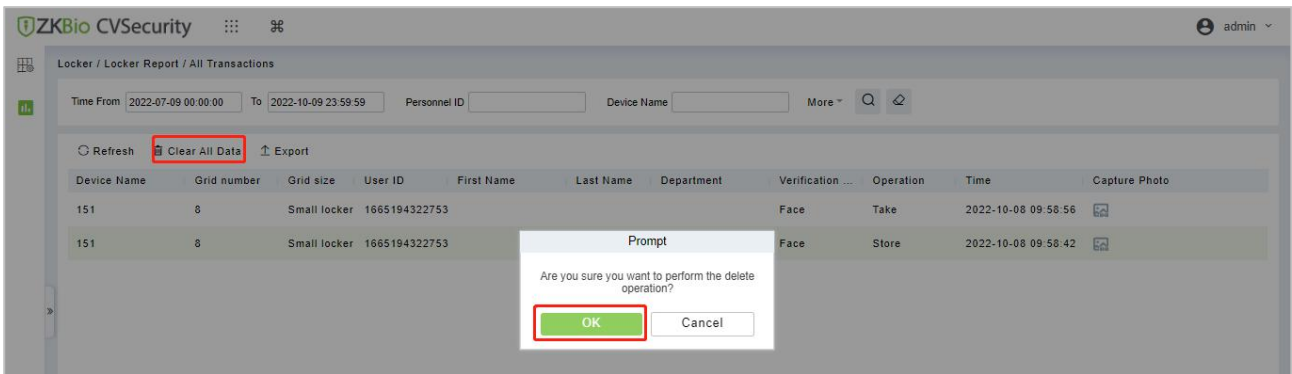 ZKBio CVSecurity admin
Locker / Locker Report / All Transactions
Time From 2022-07-09 00:00:00 To 2022-10-09 23:59:59 Personnel ID Device Name More
Refresh Clear All Data Export
Device Name Grid number Grid size User ID First Name Last Name Department Verification ... Operation Time Capture Photo
151 8 Small locker 1665194322753 Face Take 2022-10-08 09:58:56
151 8 Small locker 1665194322753 Face Store 2022-10-08 09:58:42
Prompt
Are you sure you want to perform the delete
operation?
OK Cancel